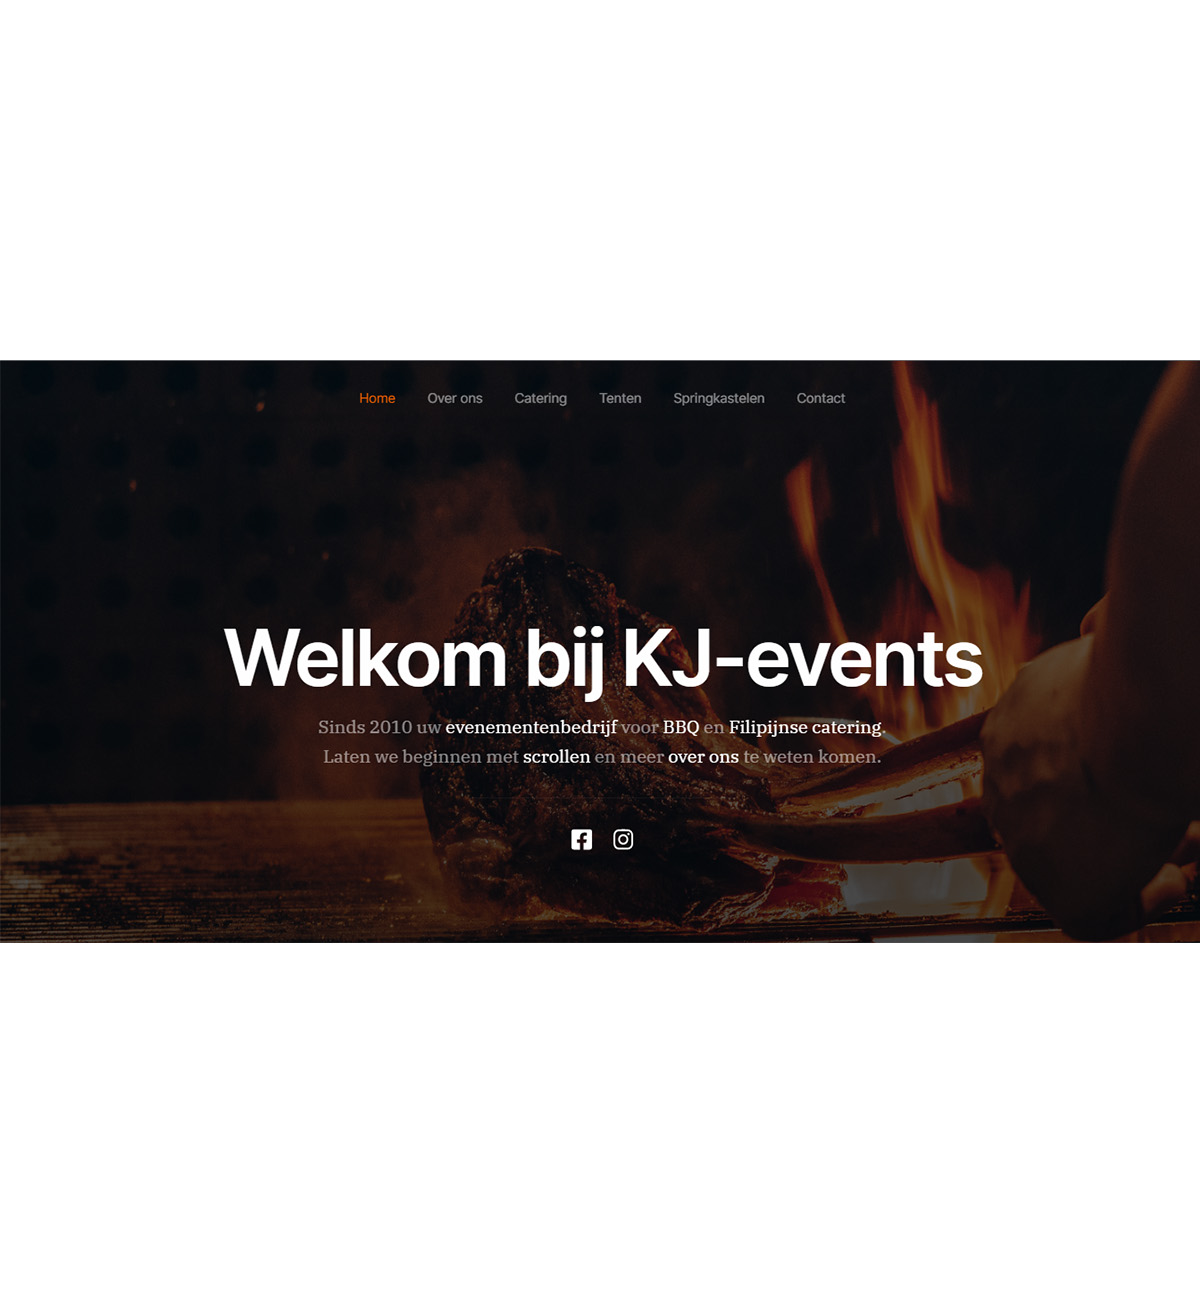 Home Over ons Catering Tenten Springkastelen Contact
Welkom bij KJ-events
Sinds 2010 uw evenementenbedrijf voor BBQ en Filipijnse catering.
Laten we beginnen met scrollen en meer over ons te weten komen.